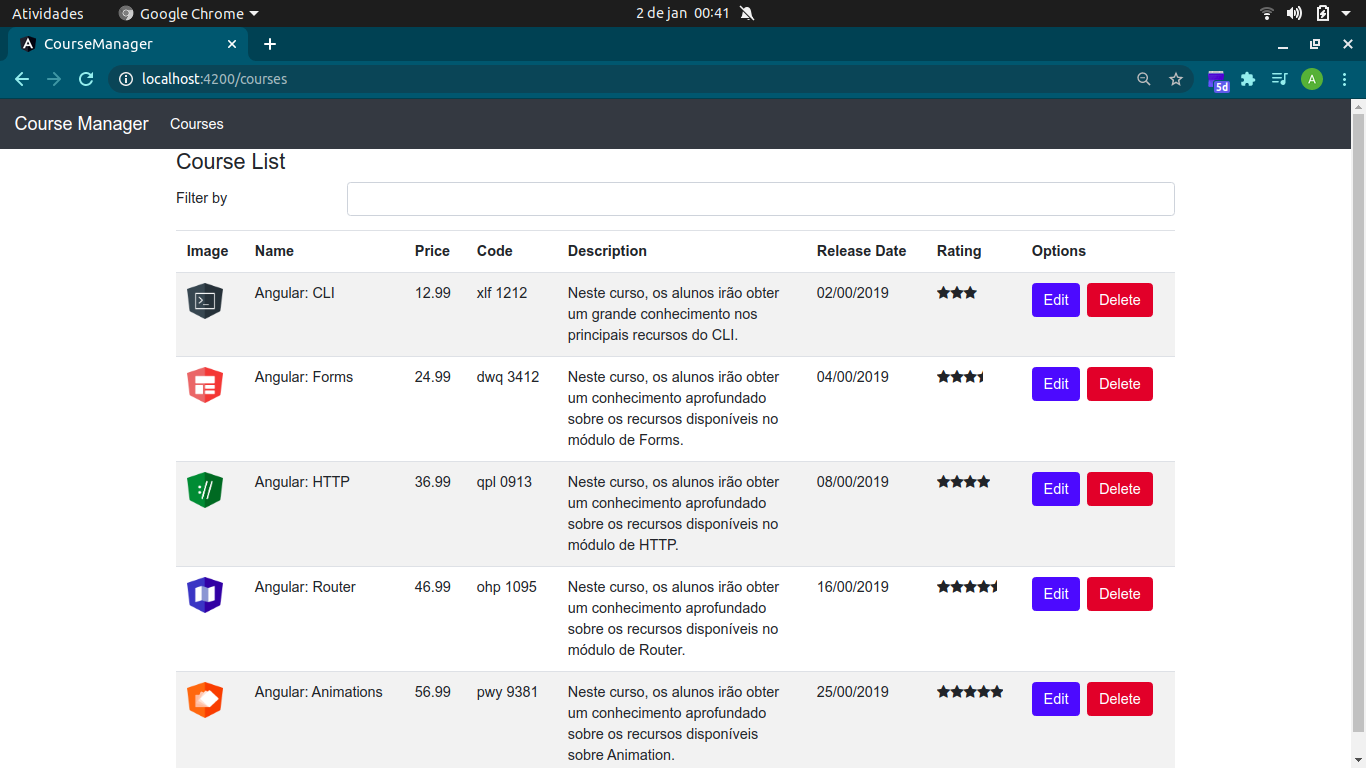 Atividades
Google Chrome
2 de jan 00:41
CourseManager
localhost:4200/courses
5d
A
Course Manager
Courses
Course List
Filter by
Image Name Price Code Description Release Date Rating Options
Angular: CLI 12.99 xlf 1212 Neste curso, os alunos irão obter 02/00/2019 Edit Delete
um grande conhecimento nos
principais recursos do CLI.
Angular: Forms 24.99 dwq 3412 Neste curso, os alunos irão obter 04/00/2019 Edit Delete
um conhecimento aprofundado
sobre os recursos disponíveis no
módulo de Forms.
Angular: HTTP 36.99 qpl 0913 Neste curso, os alunos irão obter 08/00/2019 Edit Delete
um conhecimento aprofundado
sobre os recursos disponíveis no
módulo de HTTP.
Angular: Router 46.99 ohp 1095 Neste curso, os alunos irão obter 16/00/2019 Edit Delete
um conhecimento aprofundado
sobre os recursos disponíveis no
módulo de Router.
Angular: Animations 56.99 pwy 9381 Neste curso, os alunos irão obter 25/00/2019 Edit Delete
um conhecimento aprofundado
sobre os recursos disponíveis
sobre Animation.